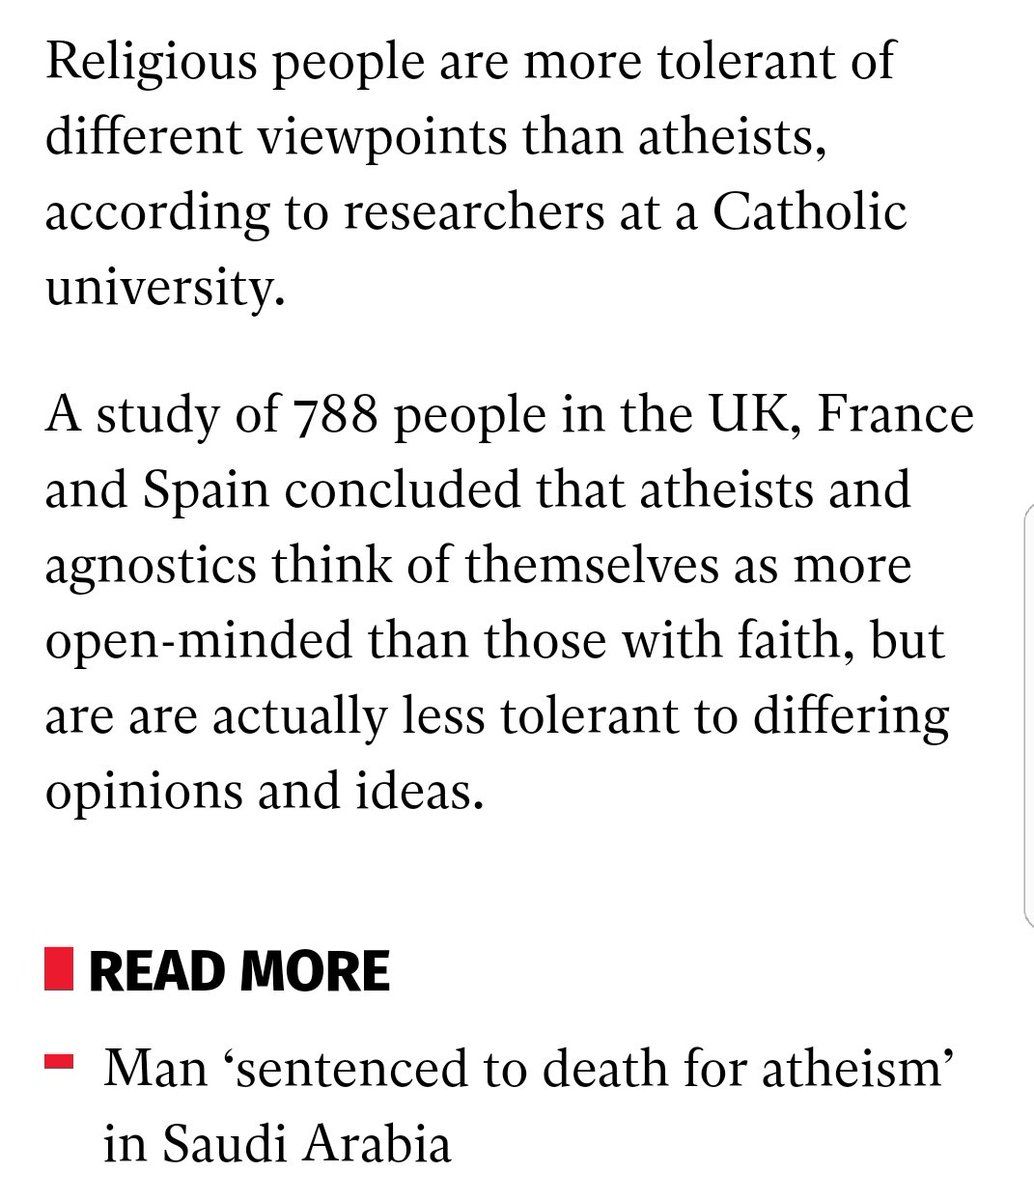 Religious people are more tolerant of
different viewpoints than atheists,
according to researchers at a Catholic
university.
A study of 788 people in the UK, France
and Spain concluded that atheists and
agnostics think of themselves as more
open-minded than those with faith, but
are are actually less tolerant to differing
opinions and ideas.
READ MORE
Man ‘sentenced to death for atheism’
in Saudi Arabia